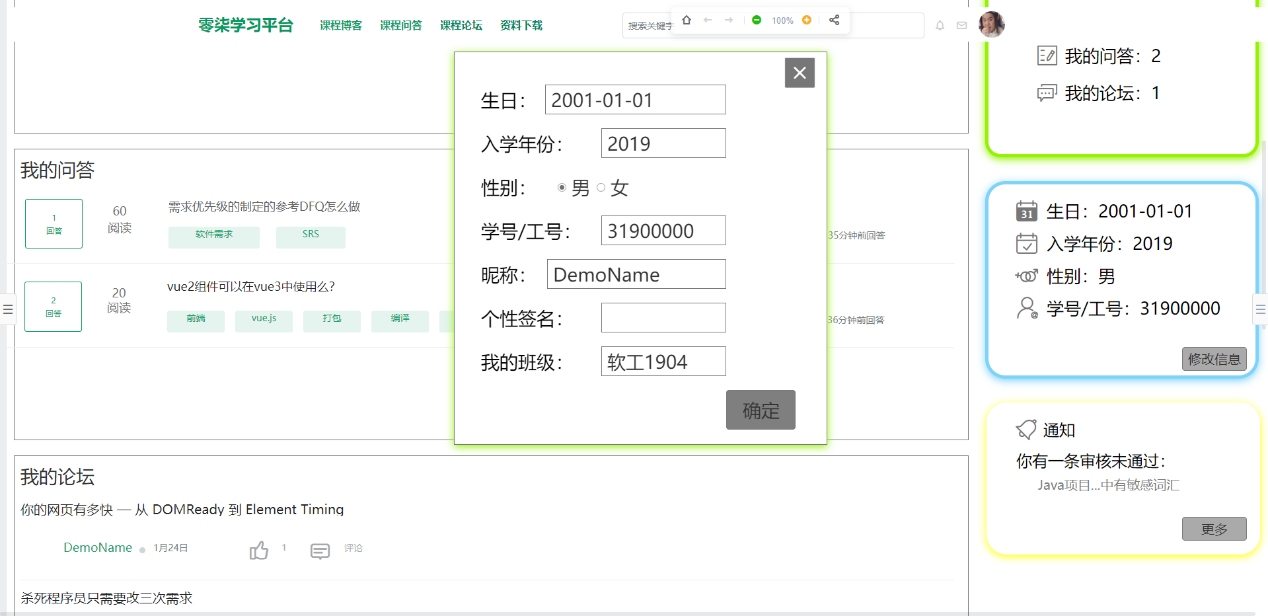 零柒学习平台 课程博客 课程问答 课程论坛 资料下载 搜索关键字 100%
我的问答：2
我的论坛：1
生日： 2001-01-01
入学年份： 2019
性别： 男 女
学号/工号： 31900000
昵称： DemoName
个性签名：
我的班级： 软工1904
确定
我的问答
1
回答
60
阅读
需求优先级的制定的参考DFQ怎么做
软件需求 SRS
35分钟前回答
2
回答
20
阅读
vue2组件可以在vue3中使用么?
前端 vue.js 打包 编译
36分钟前回答
我的论坛
你的网页有多快 — 从 DOMReady 到 Element Timing
DemoName 1月24日 1 评论
杀死程序员只需要改三次需求
31 生日：2001-01-01
入学年份：2019
性别：男
学号/工号：31900000
修改信息
通知
你有一条审核未通过：
Java项目...中有敏感词汇
更多